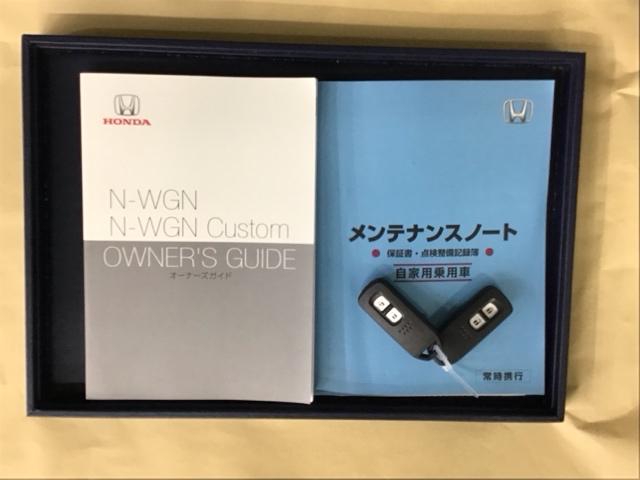 HONDA
N-WGN
N-WGN Custom
OWNER'S GUIDE
オーナーズガイド
メンテナンスノート
● 保証書・点検整備記録簿 ●
自家用乗用車
常時携行